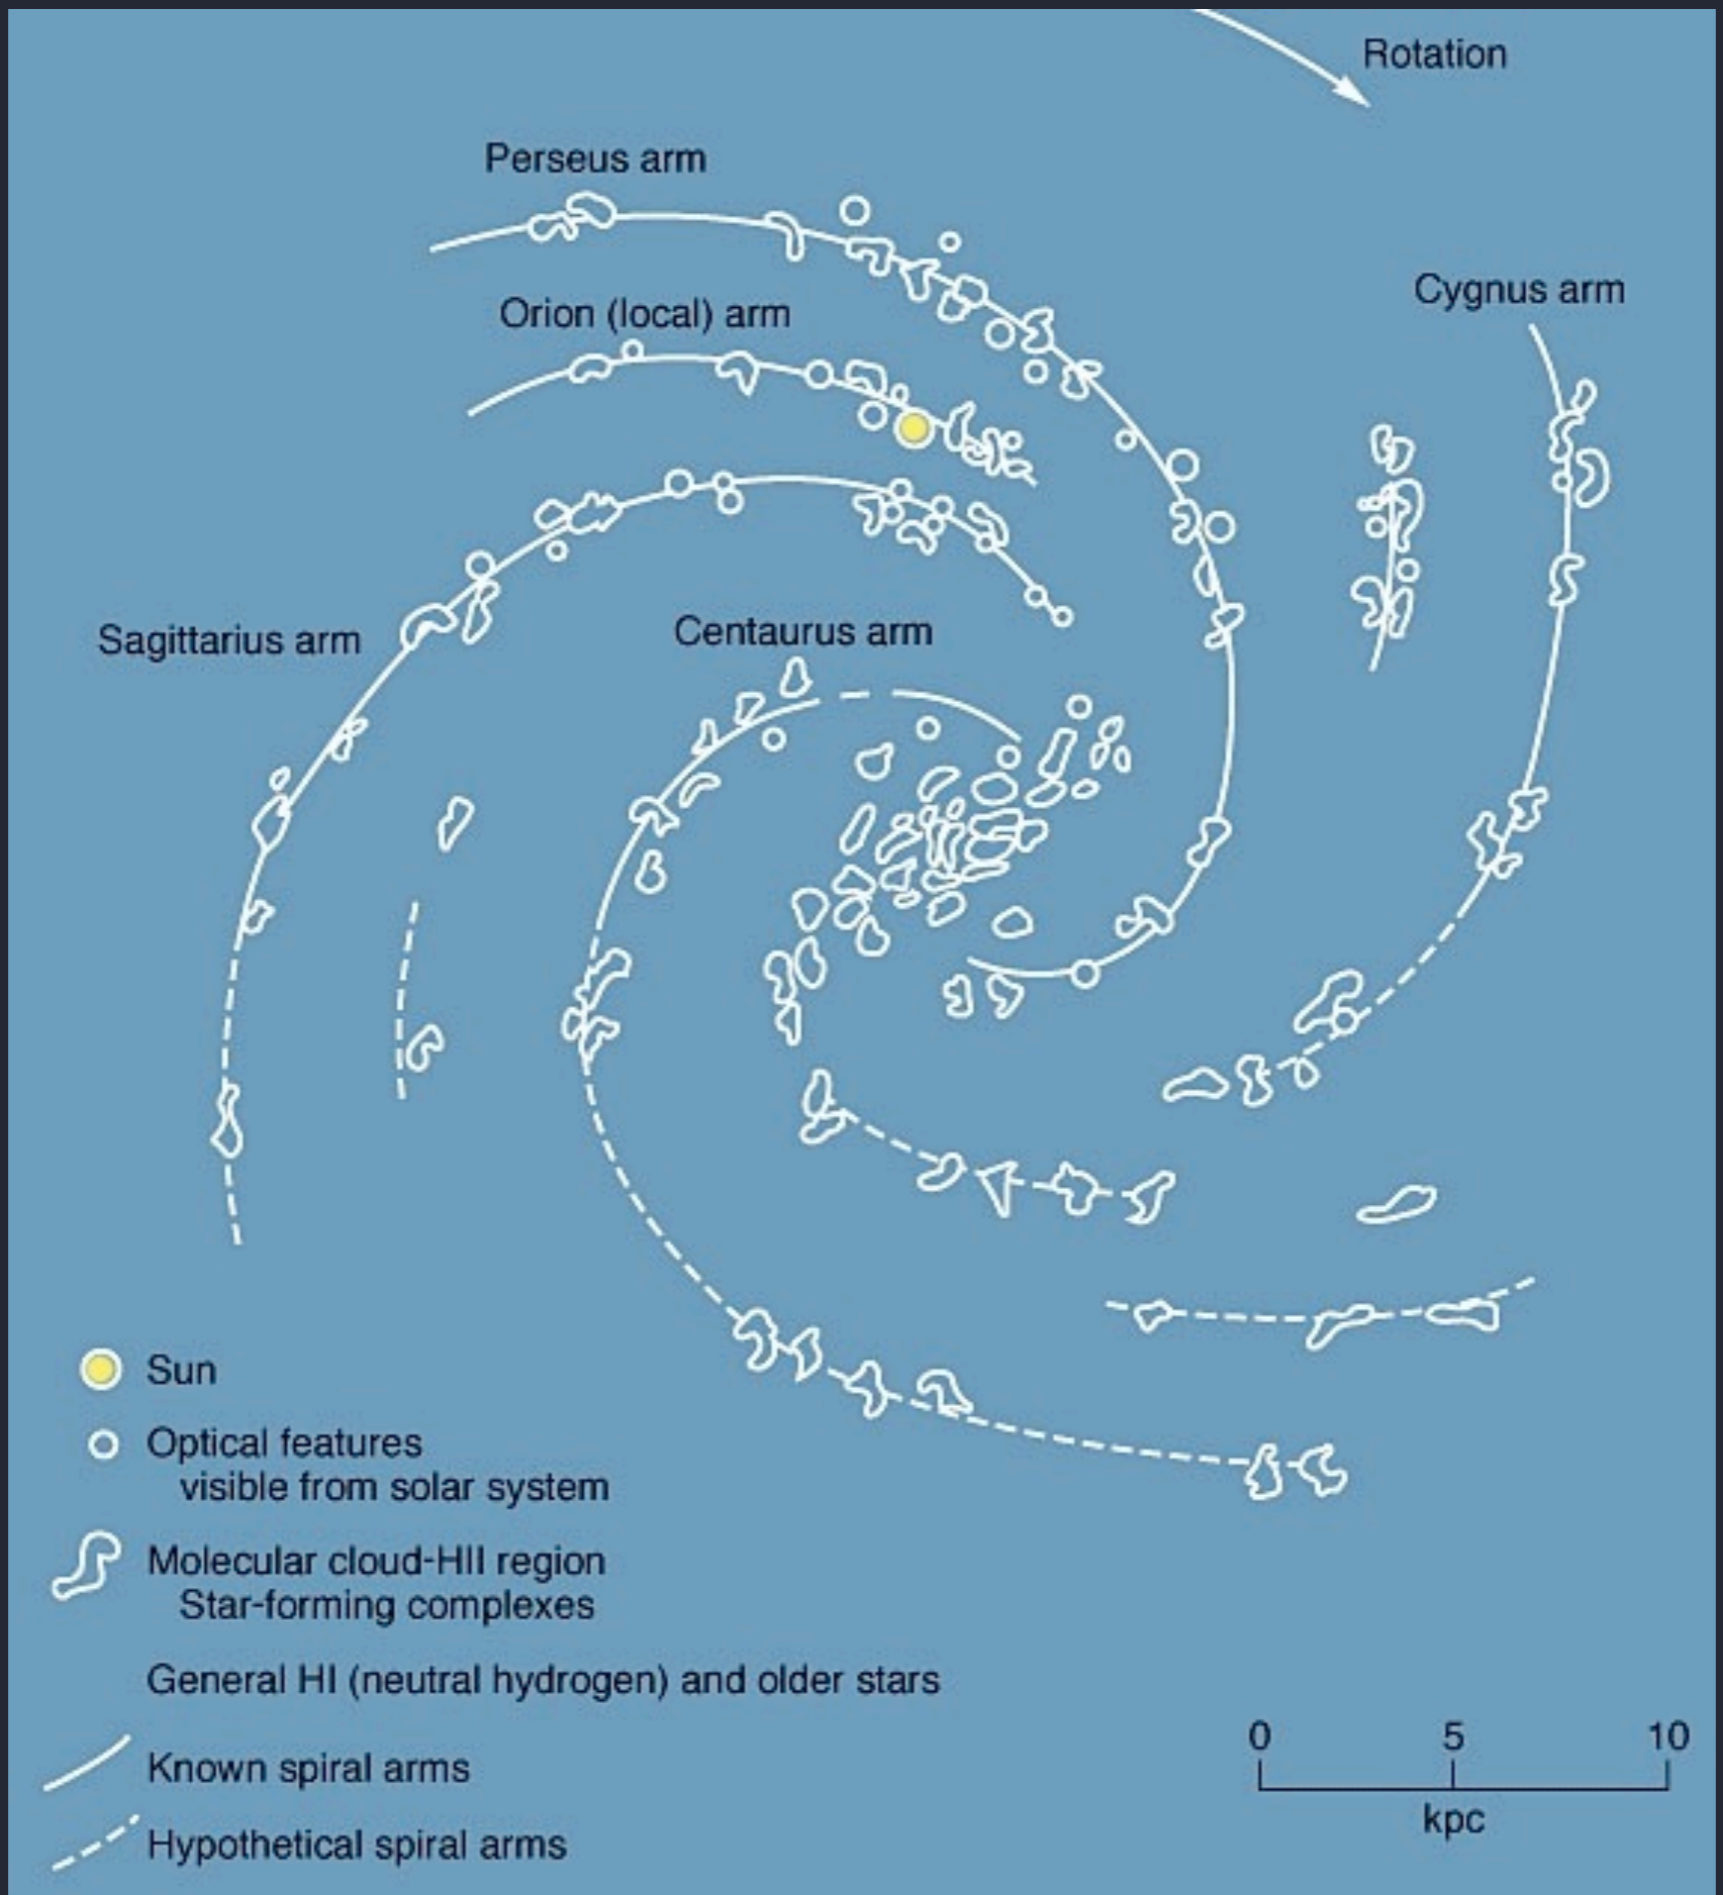 Rotation
Perseus arm
Cygnus arm
Orion (local) arm
Centaurus arm
Sagittarius arm
Sun
Optical features
visible from solar system
Molecular cloud-HII region
Star-forming complexes
General HI (neutral hydrogen) and older stars
Known spiral arms
Hypothetical spiral arms
0 5 10
kpc